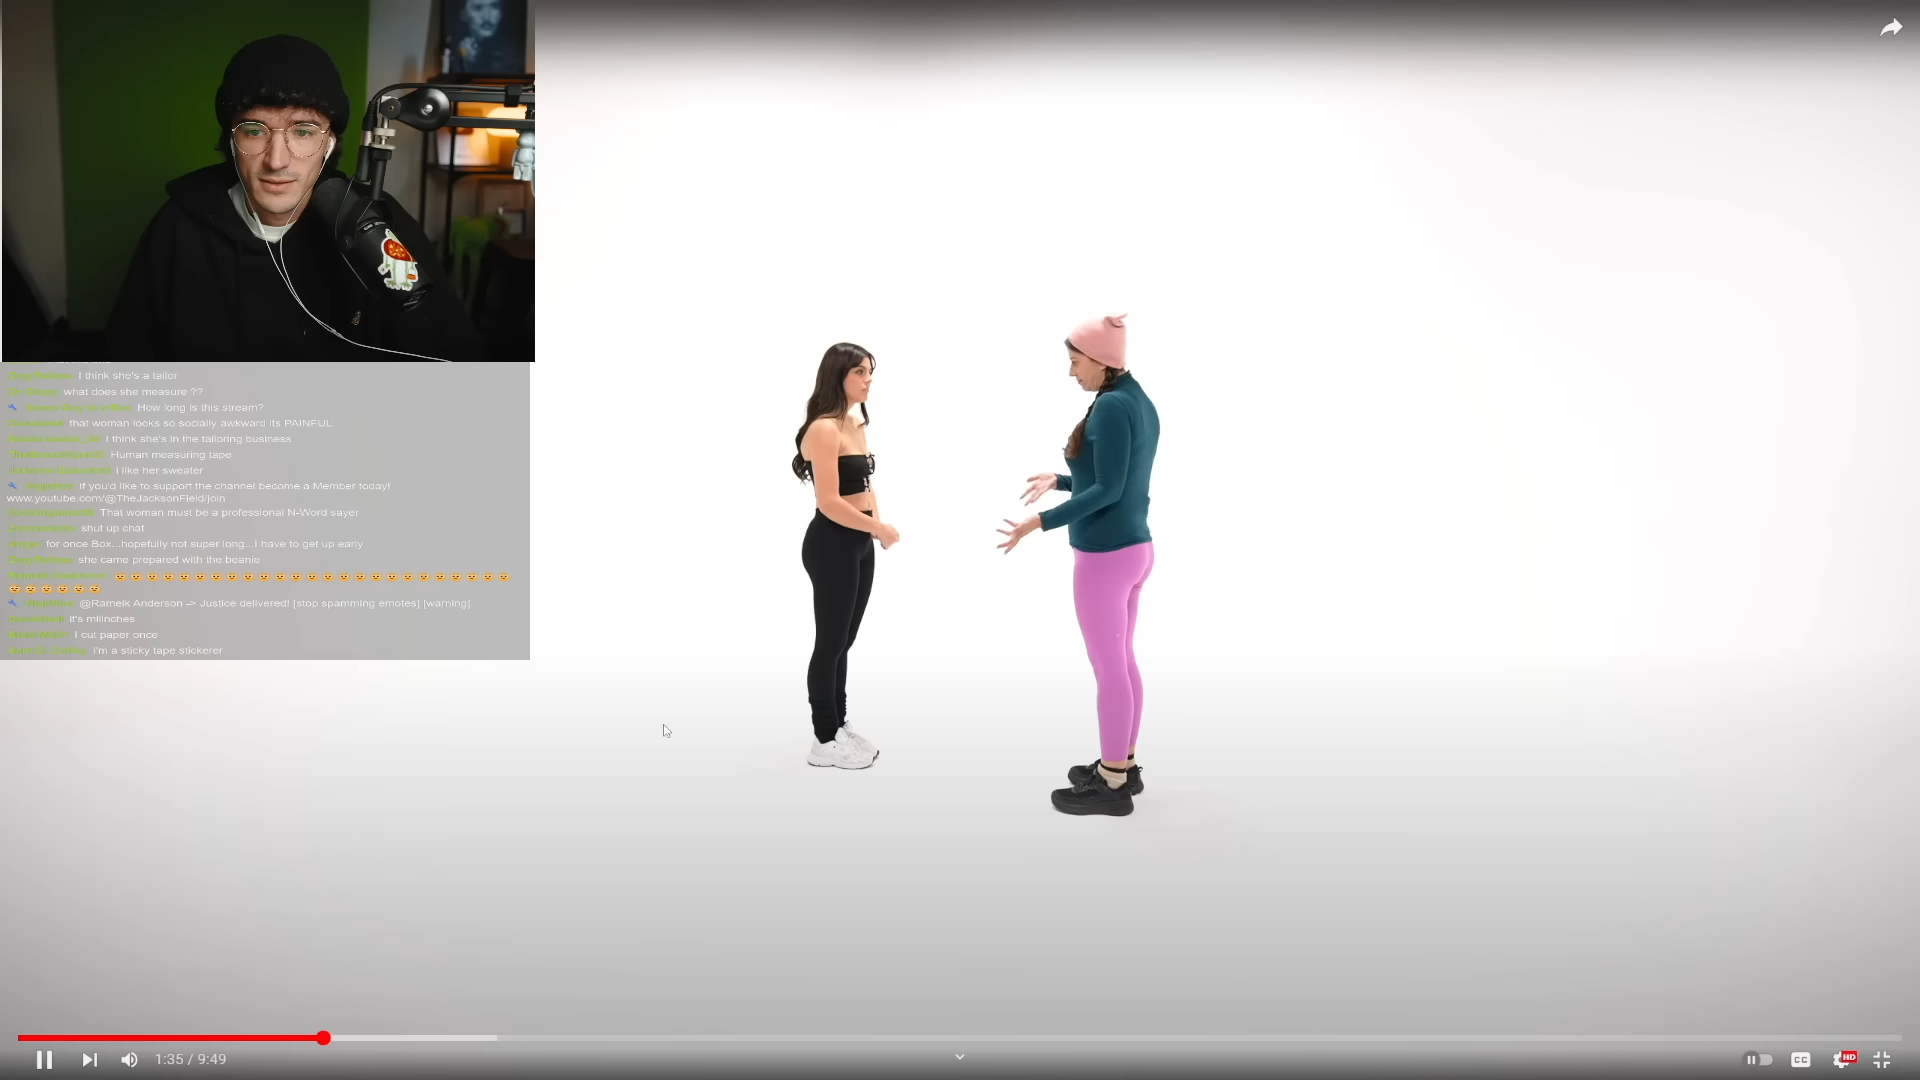 I think she's a tailor
what does she measure ??
How long is this stream?
that woman looks so socially awkward its PAINFUL
I think she's in the tailoring business
Human measuring tape
I like her sweater
If you'd like to support the channel become a Member today!
www.youtube.com/@TheJacksonField/join
That woman must be a professional N-Word sayer
shut up chat
for once Box...hopefully not super long...I have to get up early
she came prepared with the beanie
@Ramelk Anderson -> Justice delivered! [stop spamming emotes] [warning]
it's miinches
I cut paper once
I'm a sticky tape stickerer
1:35 / 9:49
CC
HD